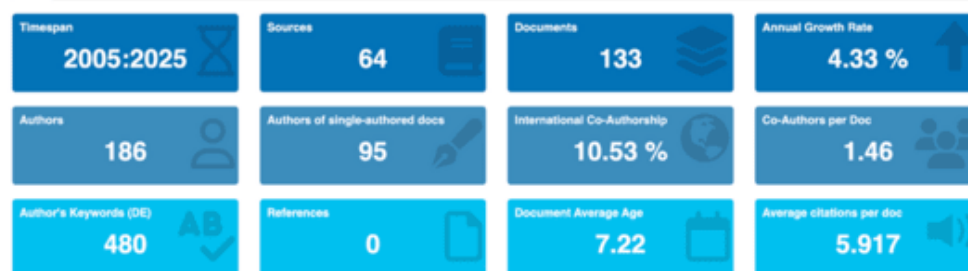 Timespan
2005:2025
Sources
64
Documents
133
Annual Growth Rate
4.33 %
Authors
186
Authors of single-authored docs
95
International Co-Authorship
10.53 %
Co-Authors per Doc
1.46
Author's Keywords (DE)
480
AB
References
0
Document Average Age
7.22
Average citations per doc
5.917